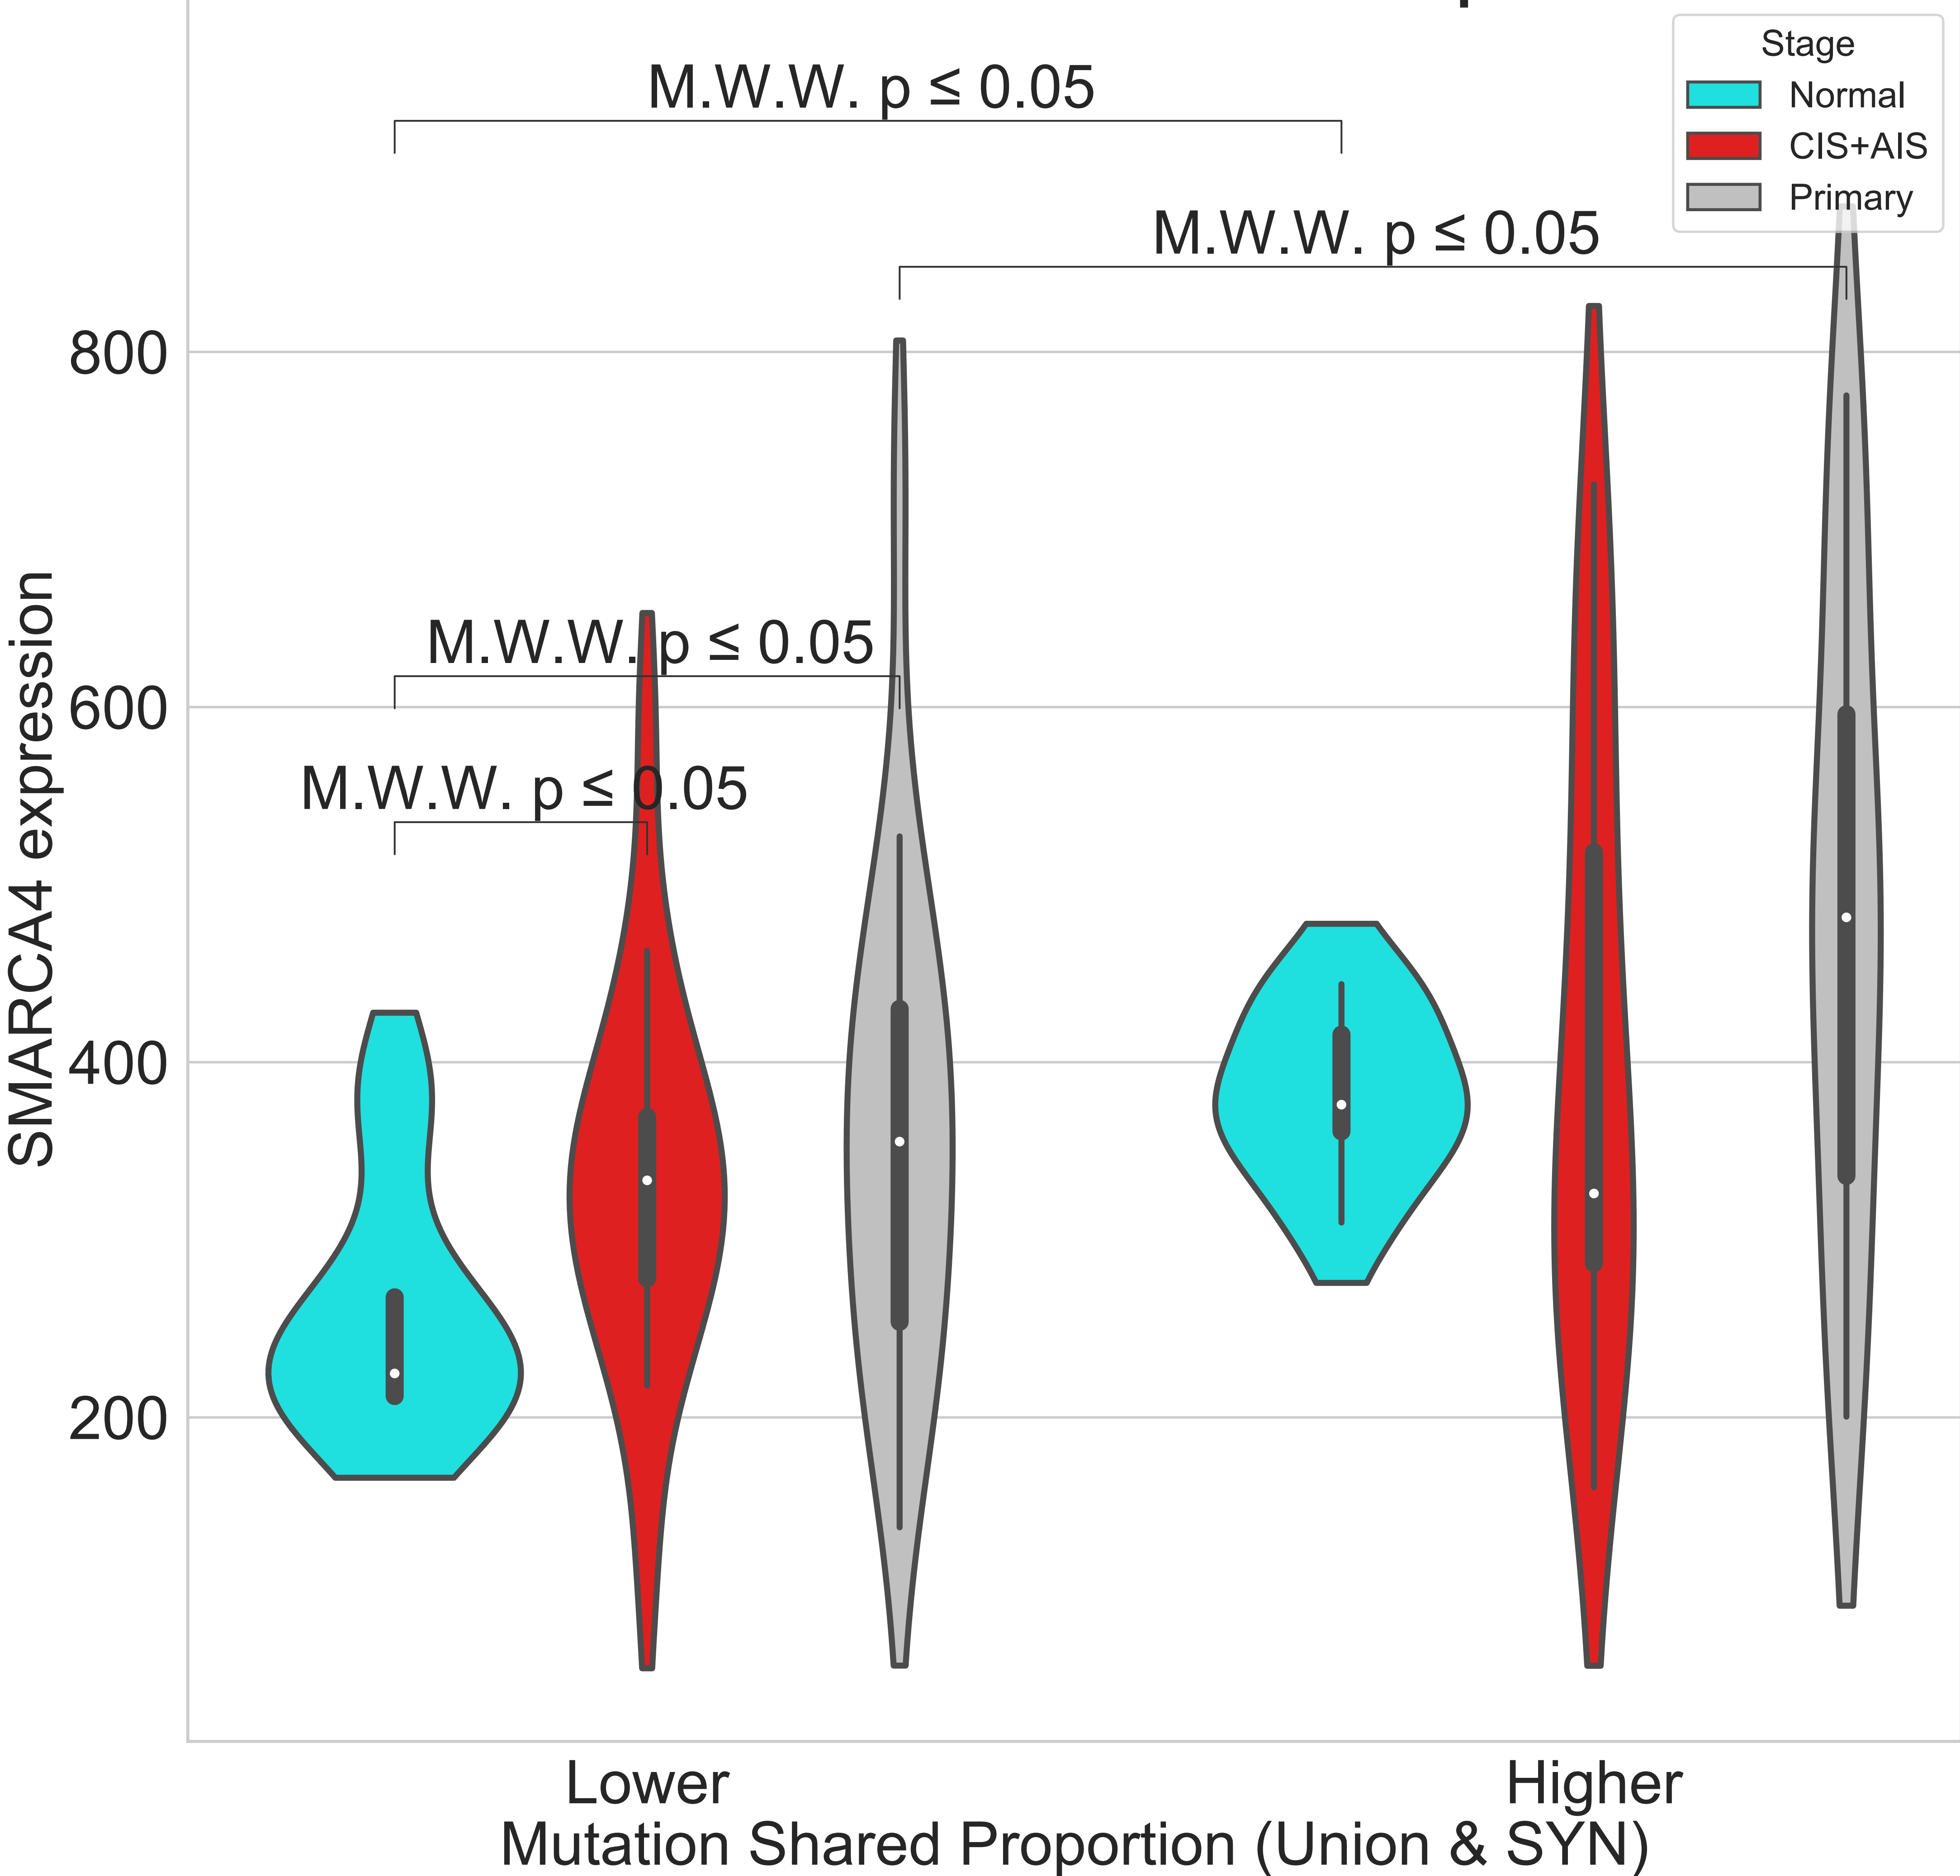 Stage
Normal
CIS+AIS
Primary
M.W.W. p ≤ 0.05
M.W.W. p ≤ 0.05
M.W.W. p ≤ 0.05
M.W.W. p ≤ 0.05
800
600
400
200
SMARCA4 expression
Lower
Higher
Mutation Shared Proportion (Union & SYN)